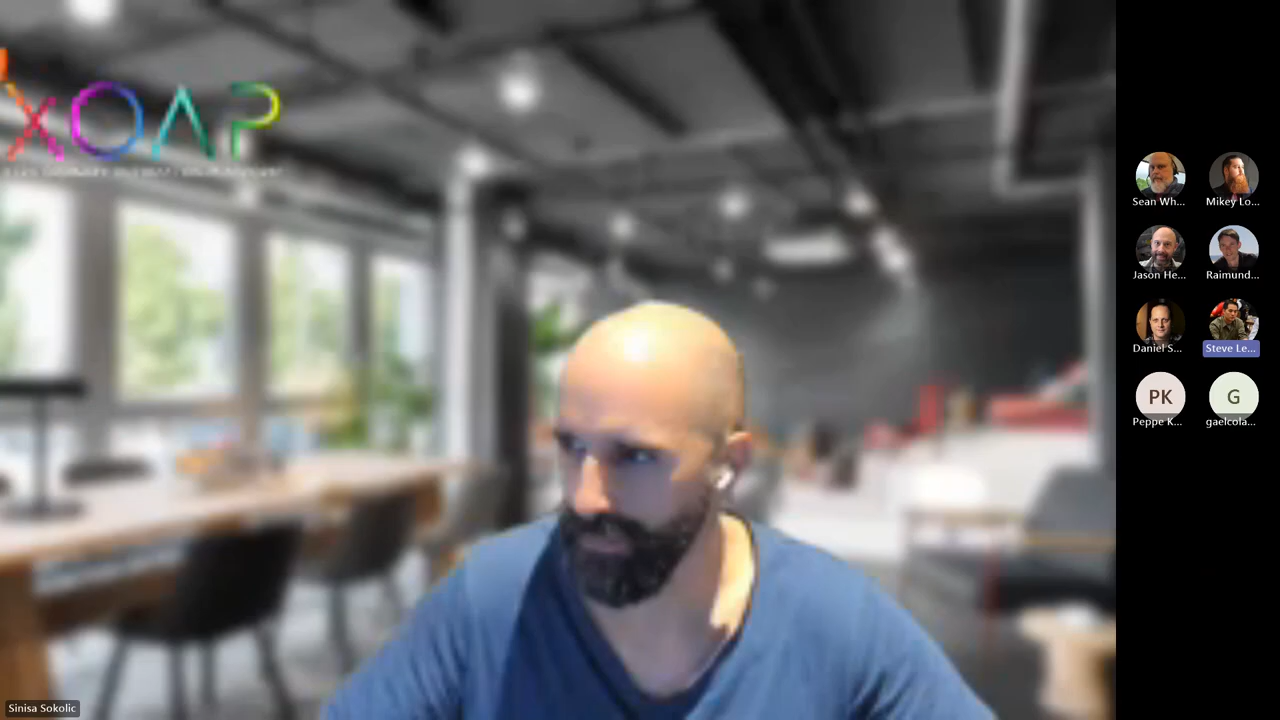 XOAP
Sean Wh...
Mikey Lo...
Jason He...
Raimund...
Daniel S...
Steve Le...
PK
G
Peppe K...
gaelcola...
Sinisa Sokolic